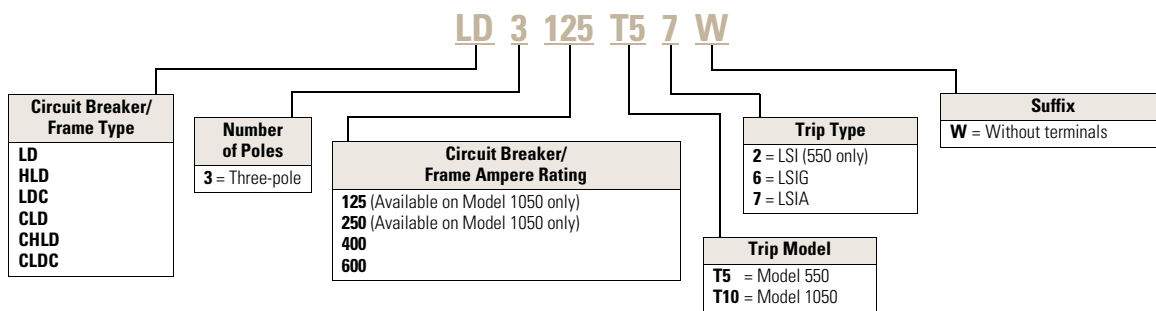 LD 3 125 T5 7 W
Circuit Breaker/
Frame Type
LD
HLD
LDC
CLD
CHLD
CLDC
Number
of Poles
3 = Three-pole
Circuit Breaker/
Frame Ampere Rating
125 (Available on Model 1050 only)
250 (Available on Model 1050 only)
400
600
Trip Model
T5 = Model 550
T10 = Model 1050
Trip Type
2 = LSI (550 only)
6 = LSIG
7 = LSIA
Suffix
W = Without terminals